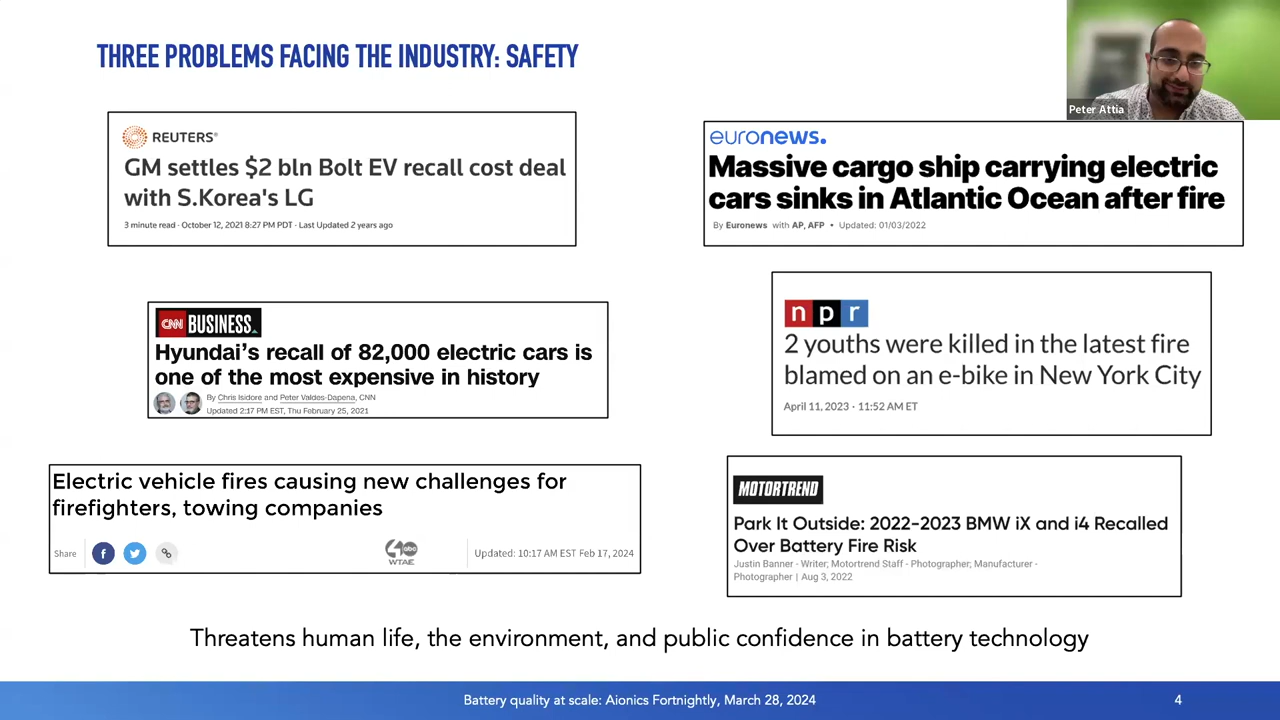 THREE PROBLEMS FACING THE INDUSTRY: SAFETY
Peter Attia
REUTERS®
GM settles $2 bln Bolt EV recall cost deal
with S.Korea's LG
3 minute read · October 12, 2021 8:27 PM PDT · Last Updated 2 years ago
euronews.
Massive cargo ship carrying electric
cars sinks in Atlantic Ocean after fire
By Euronews with AP, AFP • Updated: 01/03/2022
CNN BUSINESS
Hyundai's recall of 82,000 electric cars is
one of the most expensive in history
By Chris Isidore and Peter Valdes-Dapena, CNN
Updated 2:17 PM EST, Thu February 25, 2021
npr
2 youths were killed in the latest fire
blamed on an e-bike in New York City
April 11, 2023 · 11:52 AM ET
Electric vehicle fires causing new challenges for
firefighters, towing companies
Share
4 abc
WTAE
Updated: 10:17 AM EST Feb 17, 2024
MOTORTREND
Park It Outside: 2022-2023 BMW iX and i4 Recalled
Over Battery Fire Risk
Justin Banner - Writer; Motortrend Staff - Photographer; Manufacturer -
Photographer | Aug 3, 2022
Threatens human life, the environment, and public confidence in battery technology
Battery quality at scale: Aionics Fortnightly, March 28, 2024
4